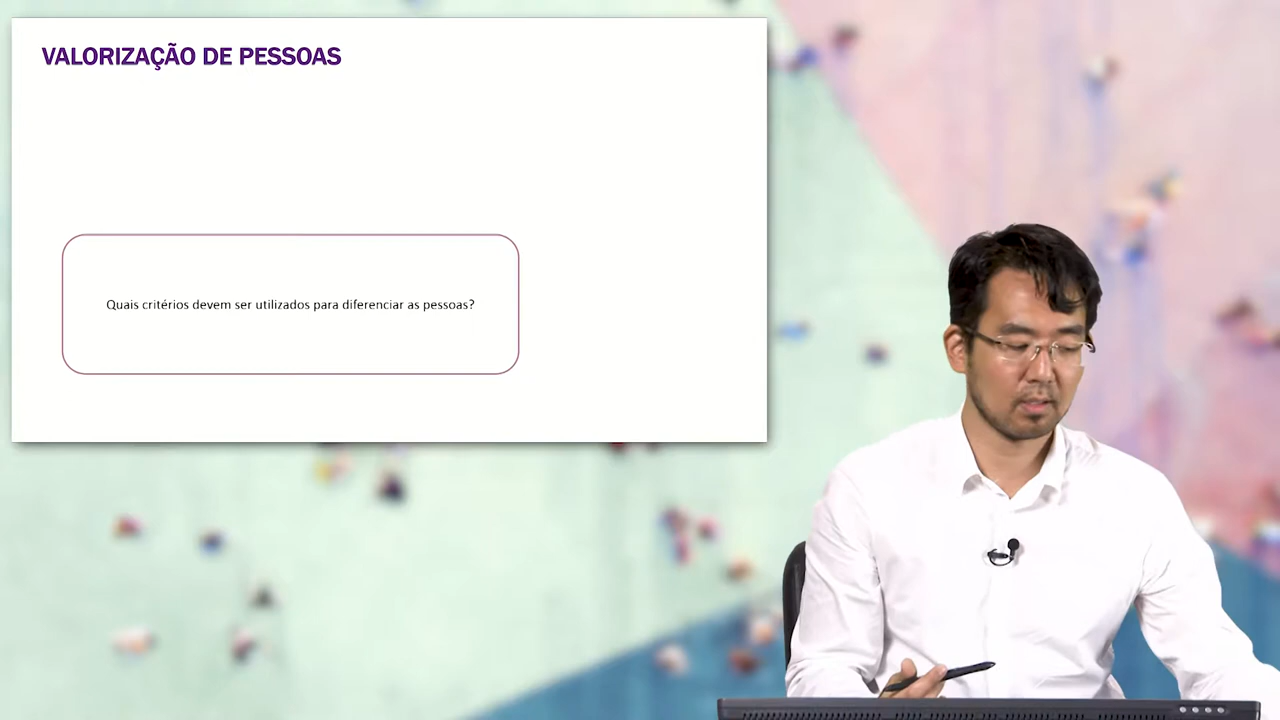 VALORIZAÇÃO DE PESSOAS
Quais critérios devem ser utilizados para diferenciar as pessoas?